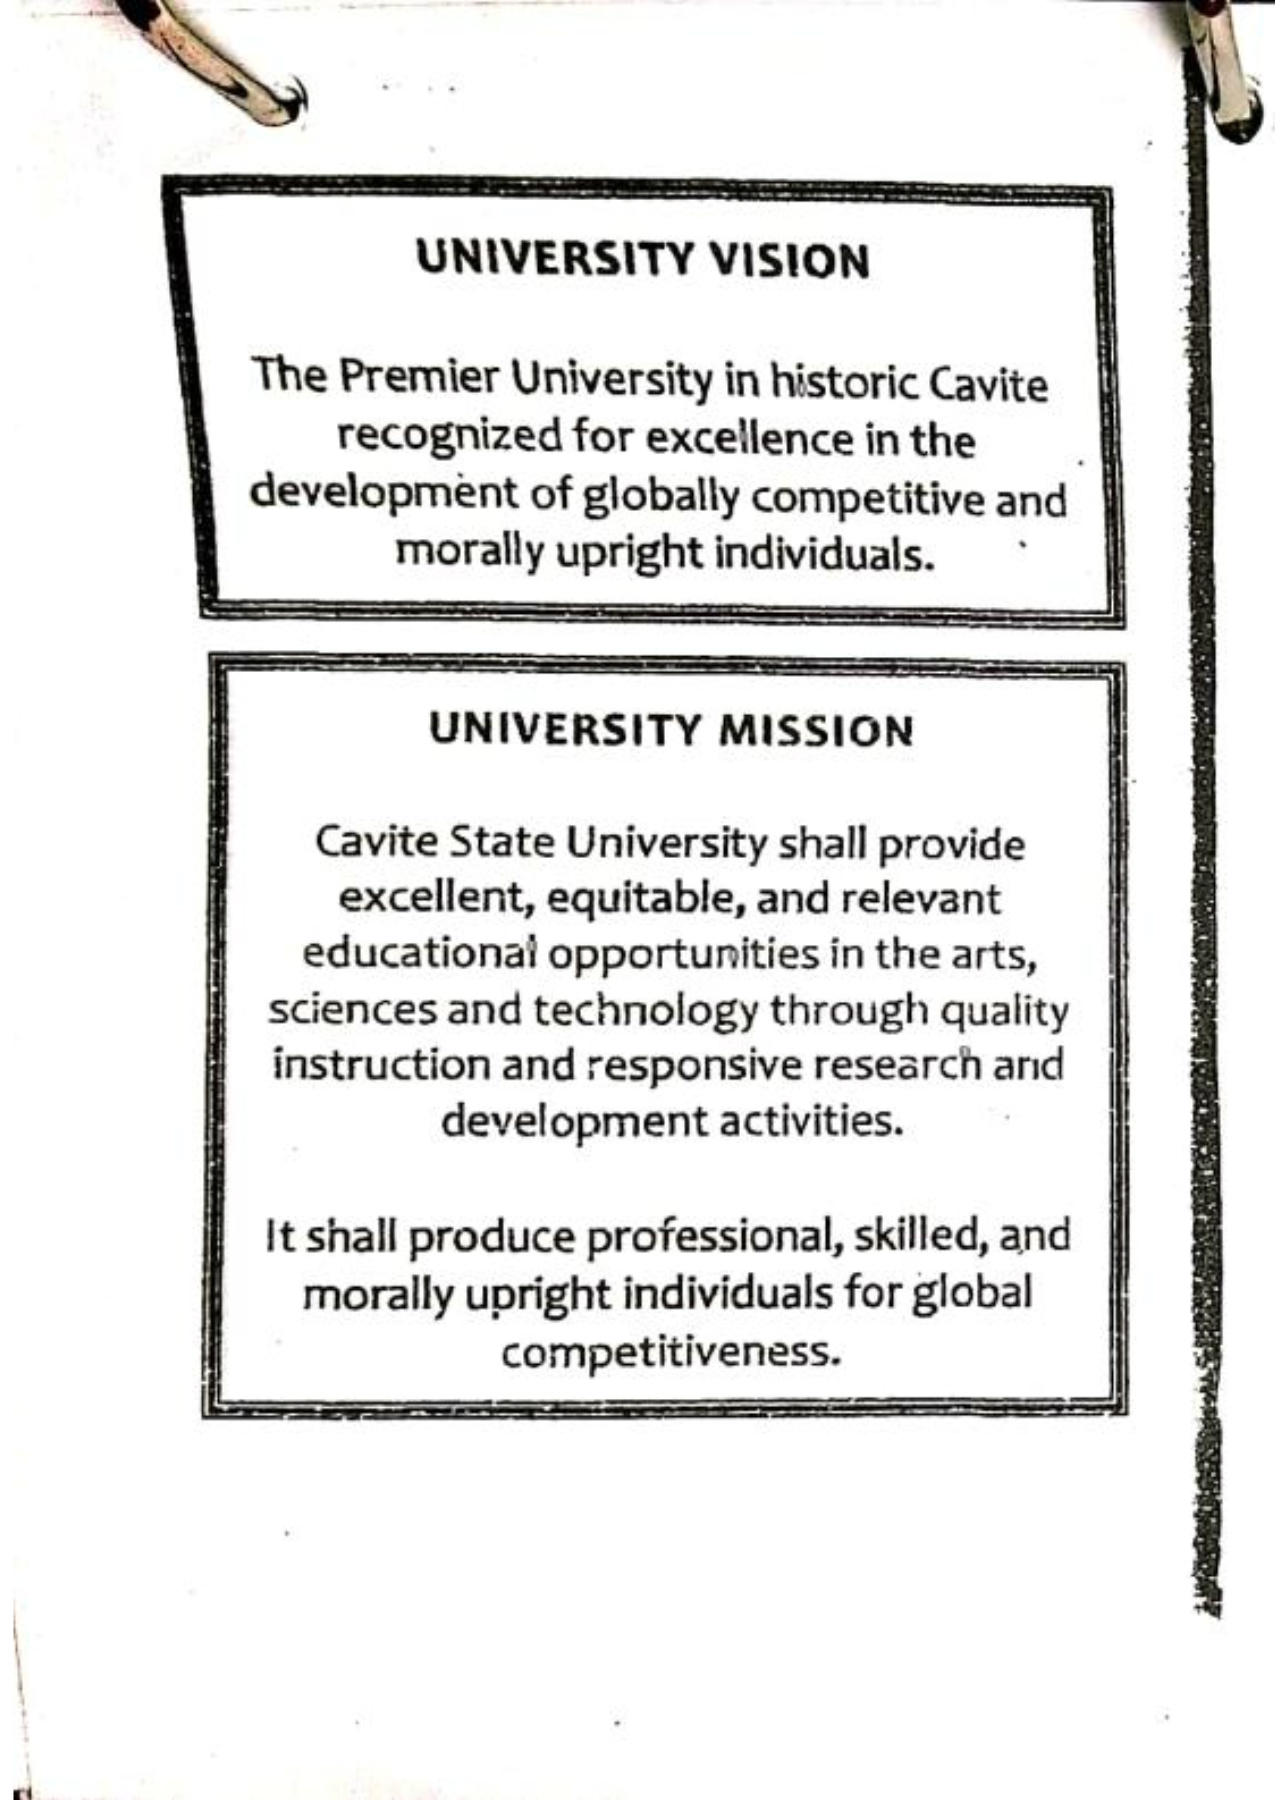 UNIVERSITY VISION
The Premier University in historic Cavite
recognized for excellence in the
development of globally competitive and
morally upright individuals.
UNIVERSITY MISSION
Cavite State University shall provide
excellent, equitable, and relevant
educational opportunities in the arts,
sciences and technology through quality
instruction and responsive research and
development activities.
It shall produce professional, skilled, and
morally upright individuals for global
competitiveness.